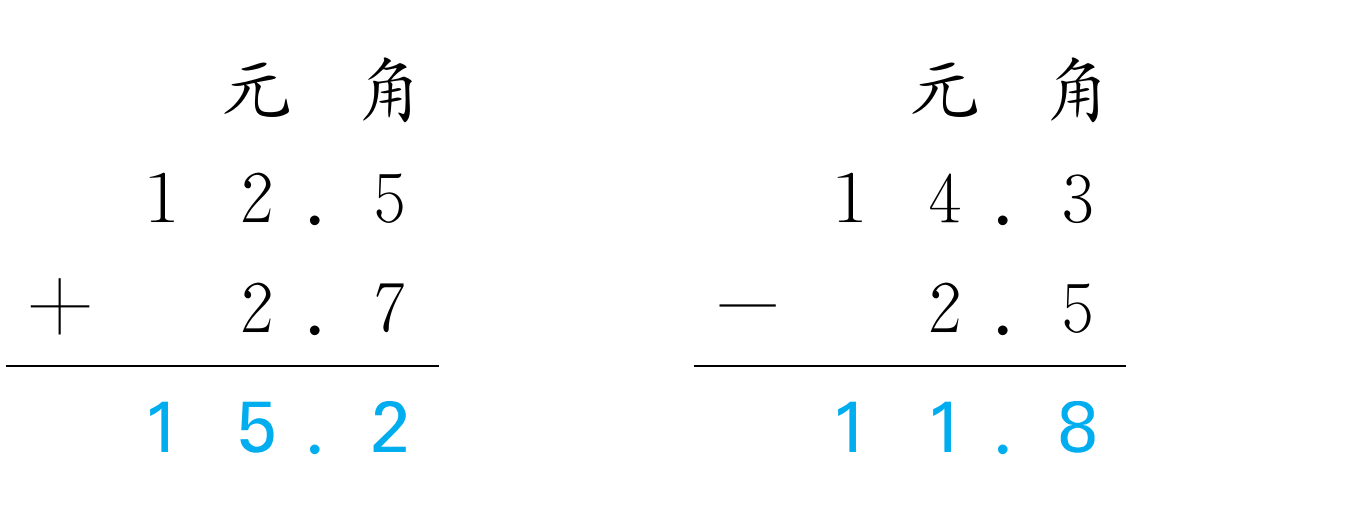 元 角
1 2 . 5
+ 2 . 7
1 5 . 2
元 角
1 4 . 3
− 2 . 5
1 1 . 8